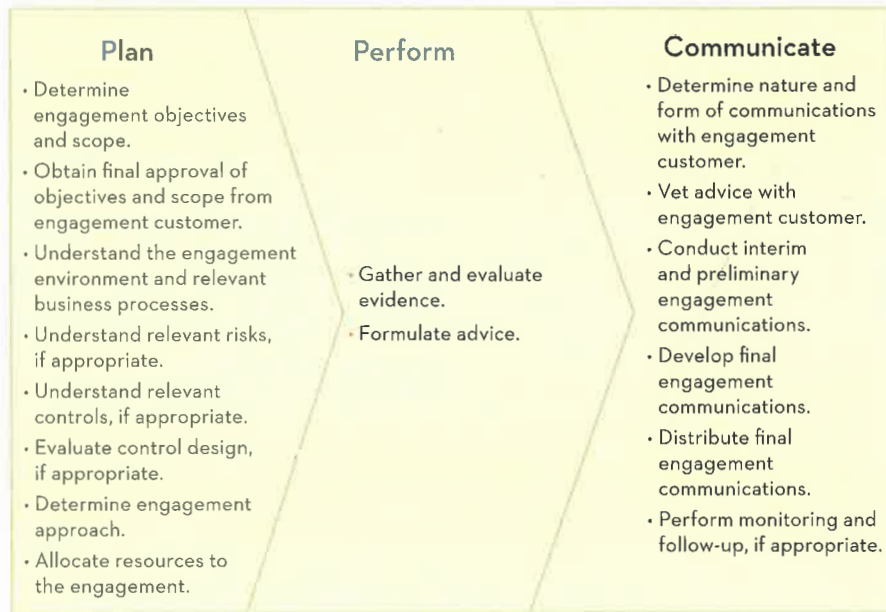 Plan
• Determine
engagement objectives
and scope.
• Obtain final approval of
objectives and scope from
engagement customer.
• Understand the engagement
environment and relevant
business processes.
• Understand relevant risks,
if appropriate.
• Understand relevant
controls, if appropriate.
• Evaluate control design,
if appropriate.
• Determine engagement
approach.
• Allocate resources to
the engagement.
Perform
• Gather and evaluate
evidence.
• Formulate advice.
Communicate
• Determine nature and
form of communications
with engagement
customer.
• Vet advice with
engagement customer.
• Conduct interim
and preliminary
engagement
communications.
• Develop final
engagement
communications.
• Distribute final
engagement
communications.
• Perform monitoring and
follow-up, if appropriate.